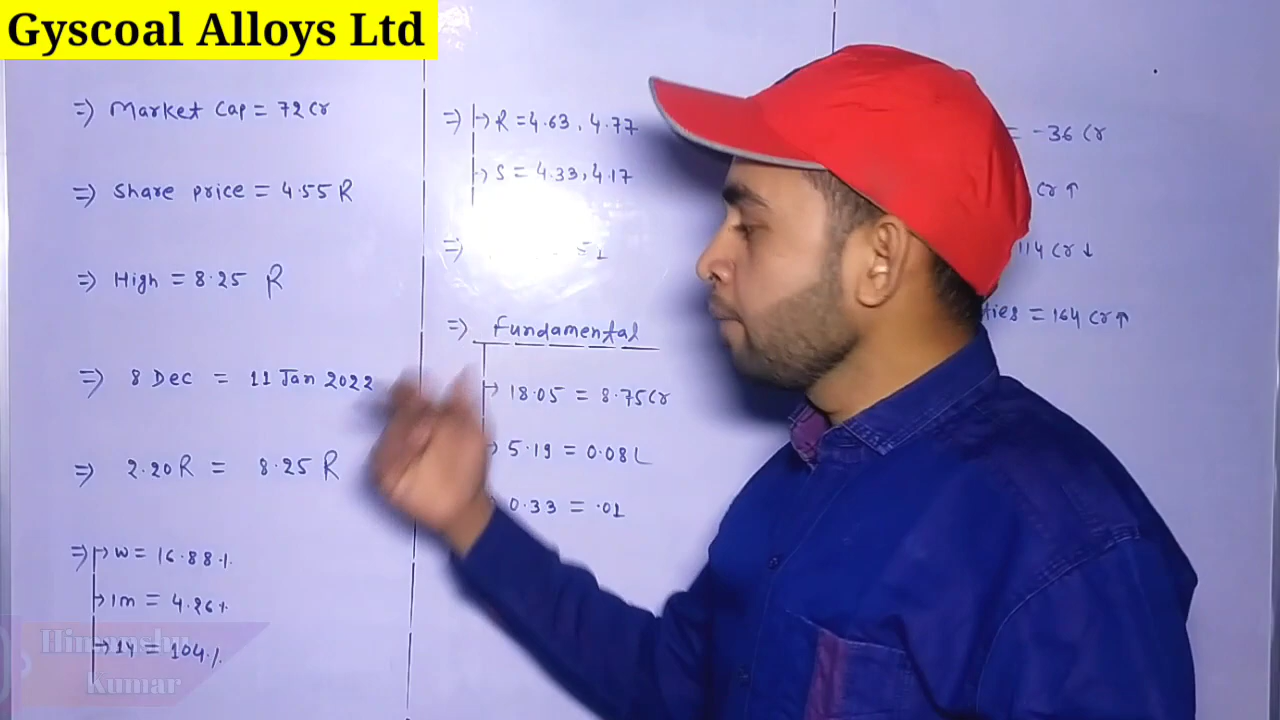 Gyscoal Alloys Ltd
=> Market Cap = 72 Cr
=> Share price = 4.55 R
=> High = 8.25 R
=> 8 Dec = 11 Jan 2022
=> 2.20 R = 8.25 R
=> → W = 16.88%
→ 1m = 4.26%
→ 1Y = 104%
Himanshu
Kumar
=> → R = 4.63, 4.77
→ S = 4.33, 4.17
=> = 1
=> Fundamental
→ 18.05 = 8.75 Cr
→ 5.19 = 0.08 L
0.33 = .01
= -36 Cr
Cr ↑
114 Cr ↓
ties = 164 Cr ↑